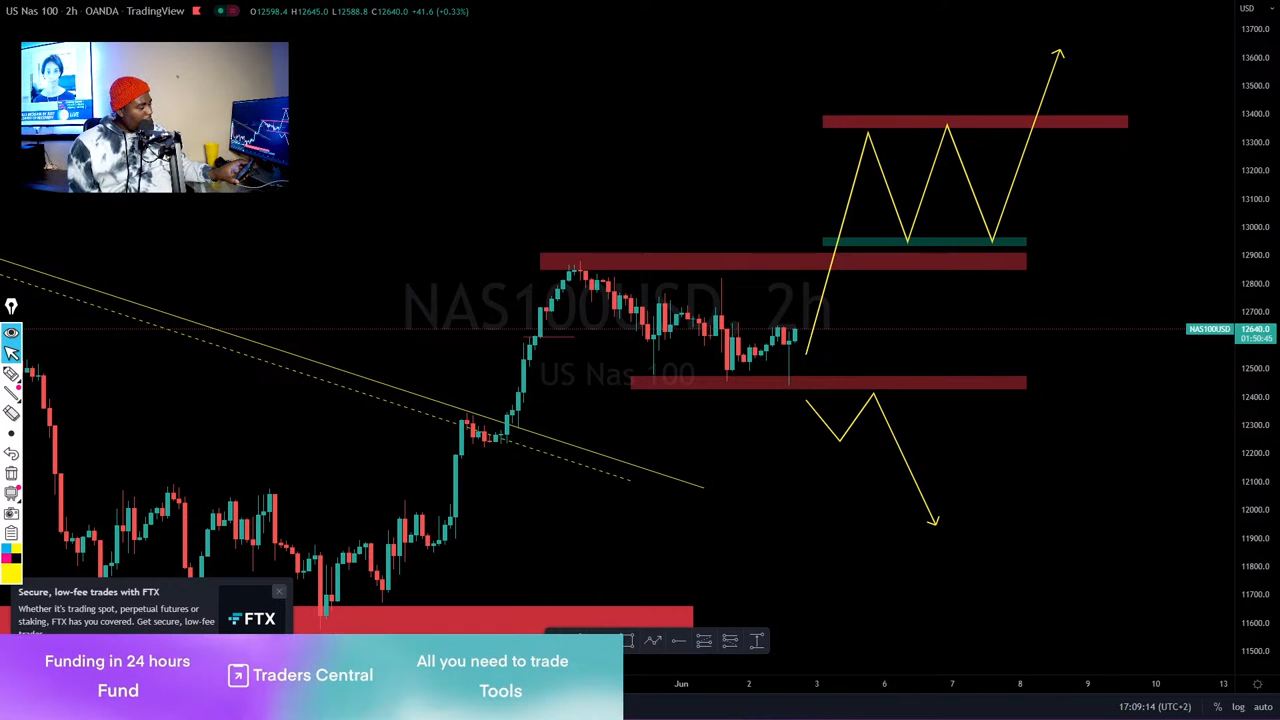 US Nas 100 · 2h · OANDA · TradingView
O12598.4 H12645.0 L12588.8 C12640.0 +41.6 (+0.33%)
USD
13700.0
13600.0
13500.0
13400.0
13300.0
13200.0
13100.0
13000.0
12900.0
12800.0
12700.0
NAS100USD, 2h
US Nas 100
NAS100USD
12640.0
01:50:45
12500.0
12400.0
12300.0
12200.0
12100.0
12000.0
11900.0
11800.0
11700.0
11600.0
11500.0
LIVE
Secure, low-fee trades with FTX
Whether it's trading spot, perpetual futures or
staking, FTX has you covered. Get secure, low-fee
FTX
Funding in 24 hours
Fund
Traders Central
All you need to trade
Tools
Jun
2
3
6
7
8
9
10
13
17:09:14 (UTC+2)
%
log
auto